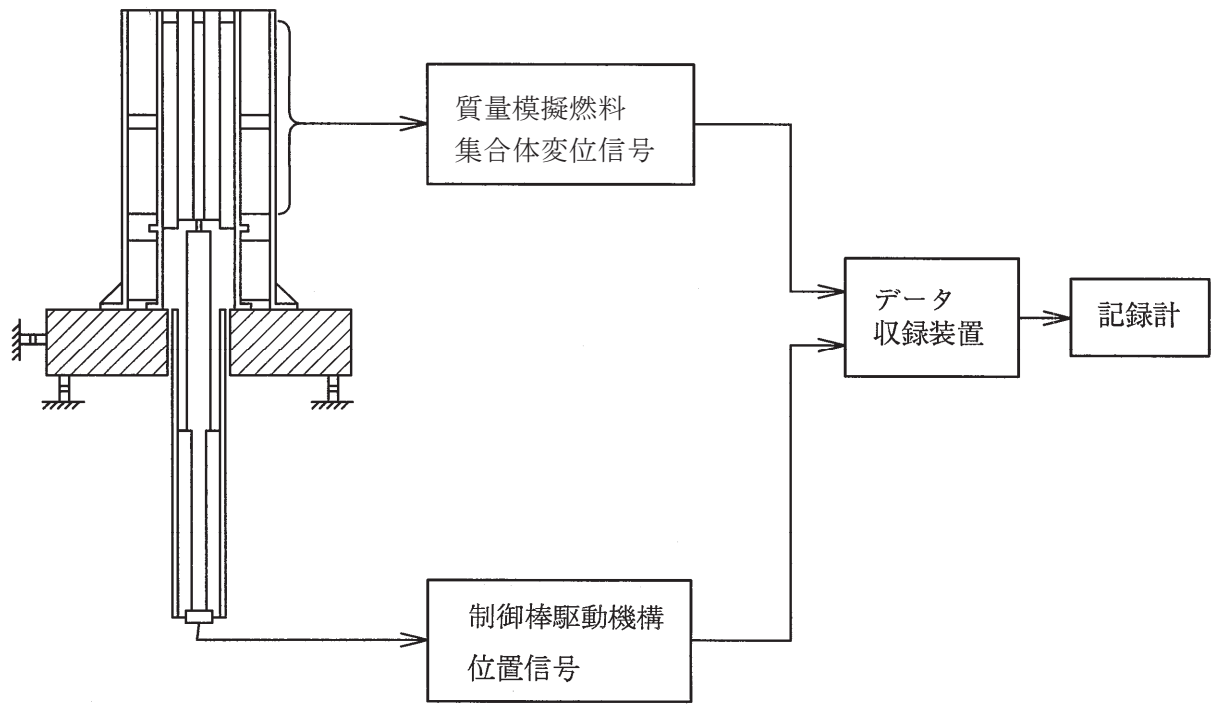 質量模擬燃料
集合体変位信号
データ
収録装置
記録計
制御棒駆動機構
位置信号